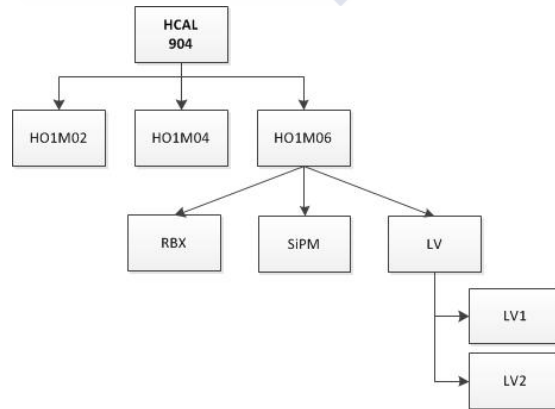 HCAL
904
HO1M02
HO1M04
HO1M06
RBX
SiPM
LV
LV1
LV2